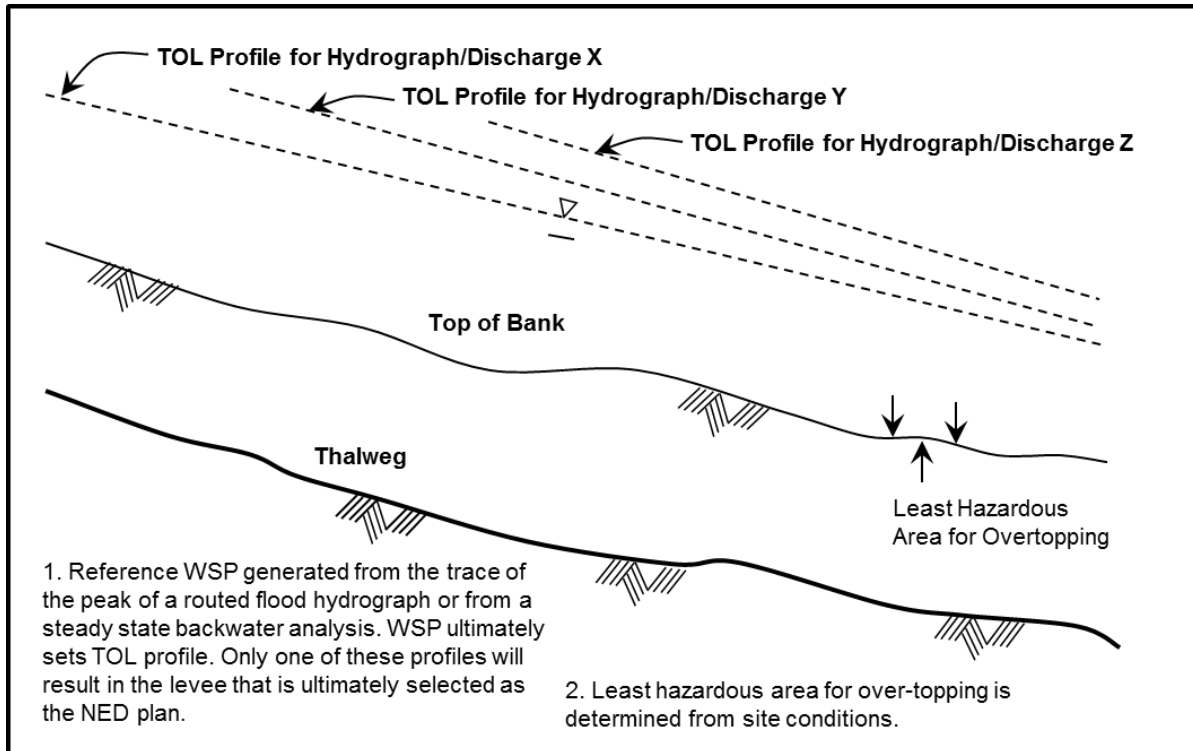 TOL Profile for Hydrograph/Discharge X
TOL Profile for Hydrograph/Discharge Y
TOL Profile for Hydrograph/Discharge Z
Top of Bank
Thalweg
Least Hazardous
Area for Overtopping
1. Reference WSP generated from the trace of
the peak of a routed flood hydrograph or from a
steady state backwater analysis. WSP ultimately
sets TOL profile. Only one of these profiles will
result in the levee that is ultimately selected as
the NED plan.
2. Least hazardous area for over-topping is
determined from site conditions.